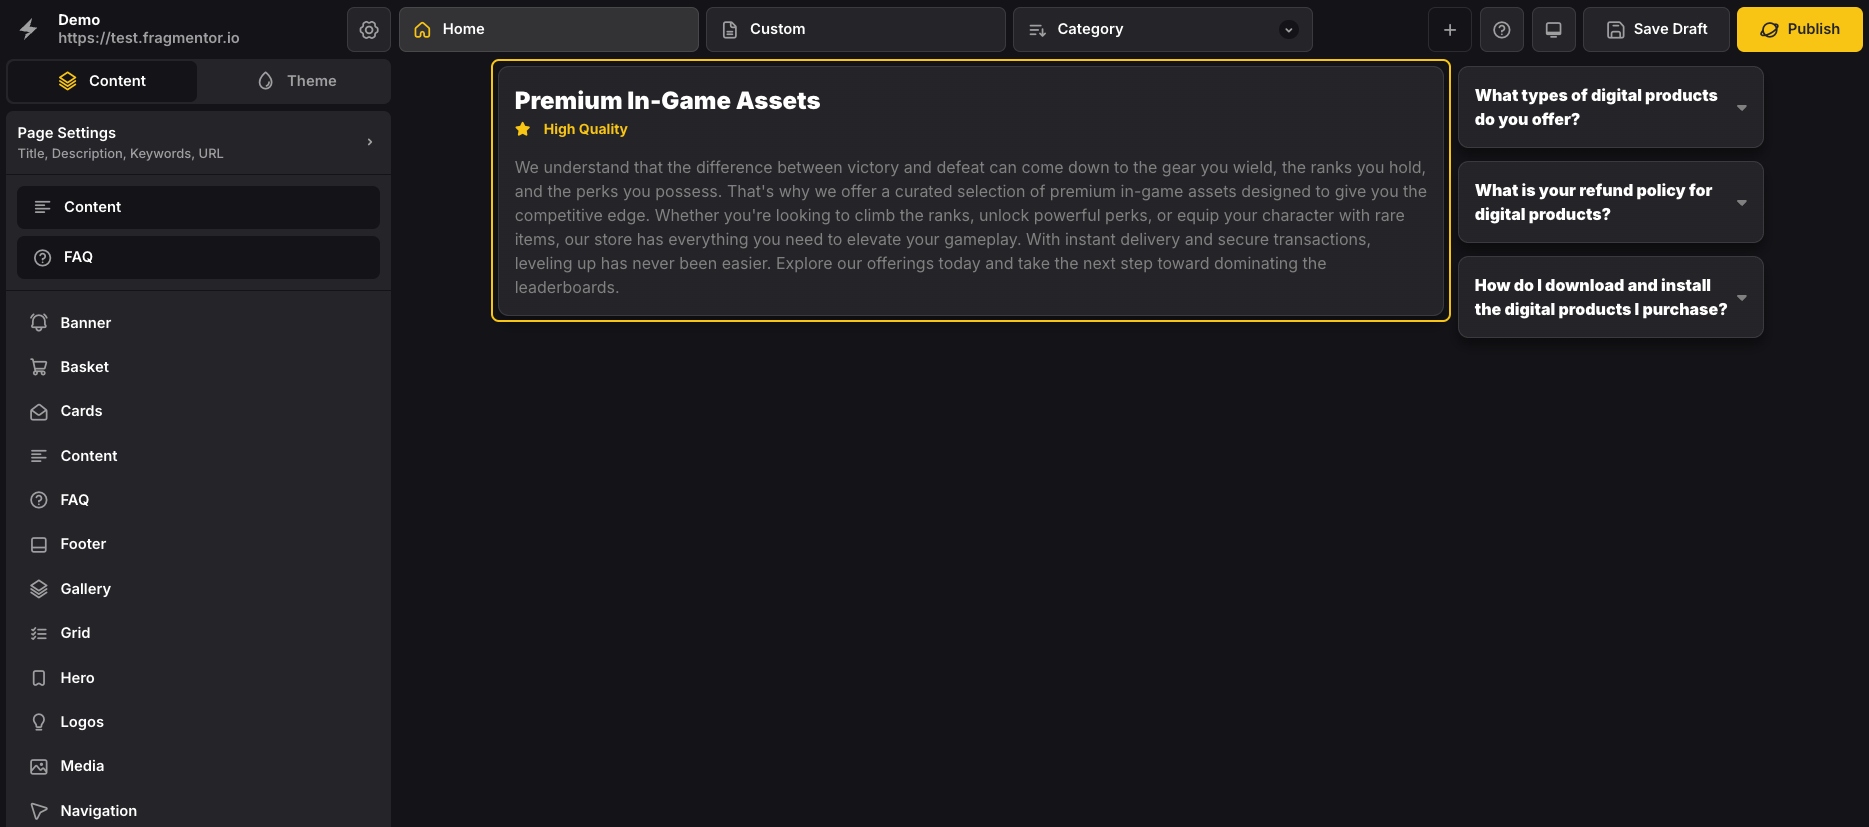 Demo
https://test.fragmentor.io
Home
Custom
Category
Save Draft
Publish
Content
Theme
Page Settings
Title, Description, Keywords, URL
Content
FAQ
Banner
Basket
Cards
Content
FAQ
Footer
Gallery
Grid
Hero
Logos
Media
Navigation
Premium In-Game Assets
High Quality
We understand that the difference between victory and defeat can come down to the gear you wield, the ranks you hold,
and the perks you possess. That's why we offer a curated selection of premium in-game assets designed to give you the
competitive edge. Whether you're looking to climb the ranks, unlock powerful perks, or equip your character with rare
items, our store has everything you need to elevate your gameplay. With instant delivery and secure transactions,
leveling up has never been easier. Explore our offerings today and take the next step toward dominating the
leaderboards.
What types of digital products
do you offer?
What is your refund policy for
digital products?
How do I download and install
the digital products I purchase?